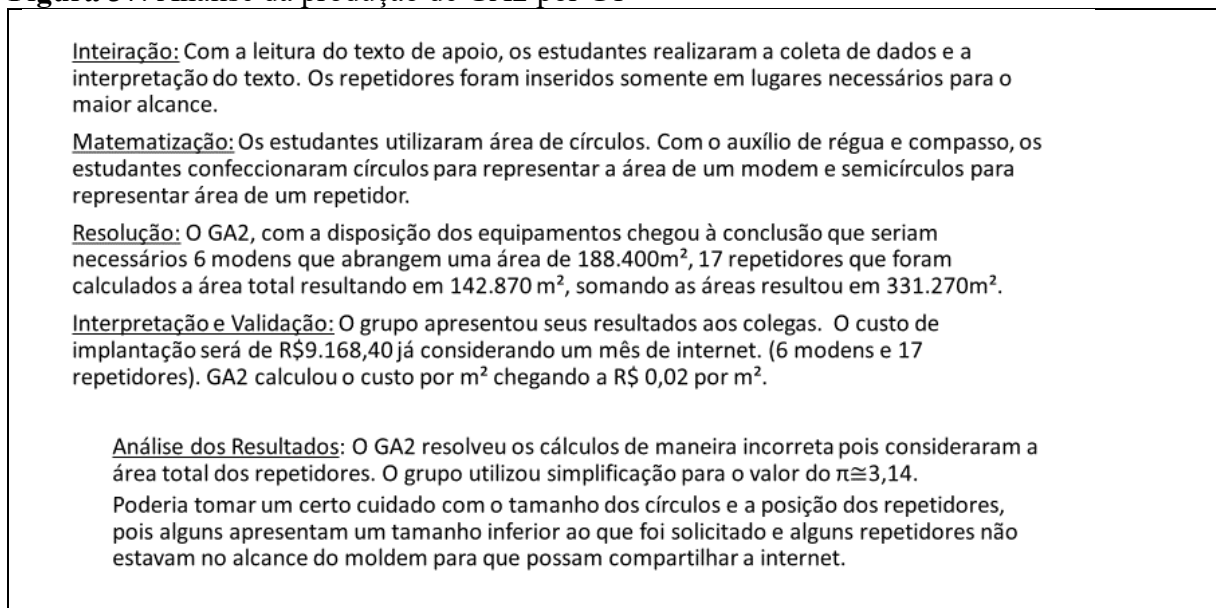 Inteiração: Com a leitura do texto de apoio, os estudantes realizaram a coleta de dados e a
interpretação do texto. Os repetidores foram inseridos somente em lugares necessários para o
maior alcance.
Matematização: Os estudantes utilizaram área de círculos. Com o auxílio de régua e compasso, os
estudantes confeccionaram círculos para representar a área de um modem e semicírculos para
representar área de um repetidor.
Resolução: O GA2, com a disposição dos equipamentos chegou à conclusão que seriam
necessários 6 modens que abrangem uma área de 188.400m², 17 repetidores que foram
calculados a área total resultando em 142.870 m², somando as áreas resultou em 331.270m².
Interpretação e Validação: O grupo apresentou seus resultados aos colegas. O custo de
implantação será de R$9.168,40 já considerando um mês de internet. (6 modens e 17
repetidores). GA2 calculou o custo por m² chegando a R$ 0,02 por m².
Análise dos Resultados: O GA2 resolveu os cálculos de maneira incorreta pois consideraram a
área total dos repetidores. O grupo utilizou simplificação para o valor do π≅3,14.
Poderia tomar um certo cuidado com o tamanho dos círculos e a posição dos repetidores,
pois alguns apresentam um tamanho inferior ao que foi solicitado e alguns repetidores não
estavam no alcance do moldem para que possam compartilhar a internet.